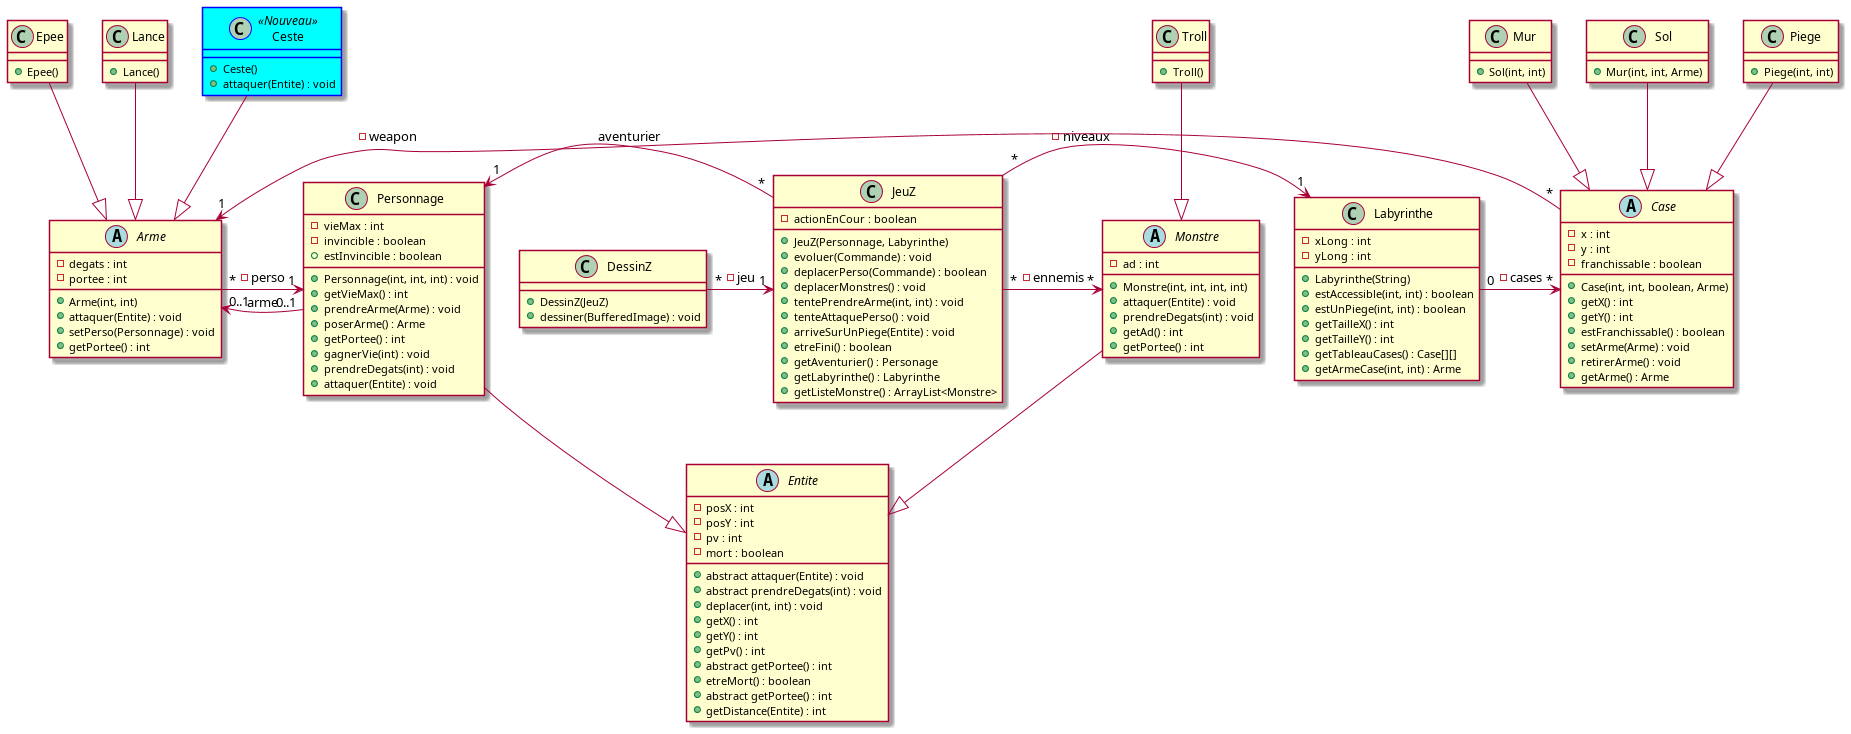 C Epee
Epee()
C Lance
Lance()
C «Nouveau»
Ceste
Ceste()
attaquer(Entite) : void
C Troll
Troll()
C Mur
Sol(int, int)
C Sol
Mur(int, int, Arme)
C Piege
Piege(int, int)
weapon
aventurier
niveaux
1
*
1
*
*
1
A Arme
degats : int
portee : int
Arme(int, int)
attaquer(Entite) : void
setPerso(Personnage) : void
getPortee() : int
* perso 1
0..1 arme 0..1
C Personnage
vieMax : int
invincible : boolean
estInvincible : boolean
Personnage(int, int, int) : void
getVieMax() : int
prendreArme(Arme) : void
poserArme() : Arme
getPortee() : int
gagnerVie(int) : void
prendreDegats(int) : void
attaquer(Entite) : void
C DessinZ
DessinZ(JeuZ)
dessiner(BufferedImage) : void
* jeu 1
C JeuZ
actionEnCour : boolean
JeuZ(Personnage, Labyrinthe)
evoluer(Commande) : void
deplacerPerso(Commande) : boolean
deplacerMonstres() : void
tentePrendreArme(int, int) : void
tenteAttaquePerso() : void
arriveSurUnPiege(Entite) : void
etreFini() : boolean
getAventurier() : Personage
getLabyrinthe() : Labyrinthe
getListeMonstre() : ArrayList<Monstre>
* ennemis *
A Monstre
ad : int
Monstre(int, int, int, int)
attaquer(Entite) : void
prendreDegats(int) : void
getAd() : int
getPortee() : int
C Labyrinthe
xLong : int
yLong : int
Labyrinthe(String)
estAccessible(int, int) : boolean
estUnPiege(int, int) : boolean
getTailleX() : int
getTailleY() : int
getTableauCases() : Case[][]
getArmeCase(int, int) : Arme
0 cases *
A Case
x : int
y : int
franchissable : boolean
Case(int, int, boolean, Arme)
getX() : int
getY() : int
estFranchissable() : boolean
setArme(Arme) : void
retirerArme() : void
getArme() : Arme
A Entite
posX : int
posY : int
pv : int
mort : boolean
abstract attaquer(Entite) : void
abstract prendreDegats(int) : void
deplacer(int, int) : void
getX() : int
getY() : int
getPv() : int
abstract getPortee() : int
etreMort() : boolean
abstract getPortee() : int
getDistance(Entite) : int